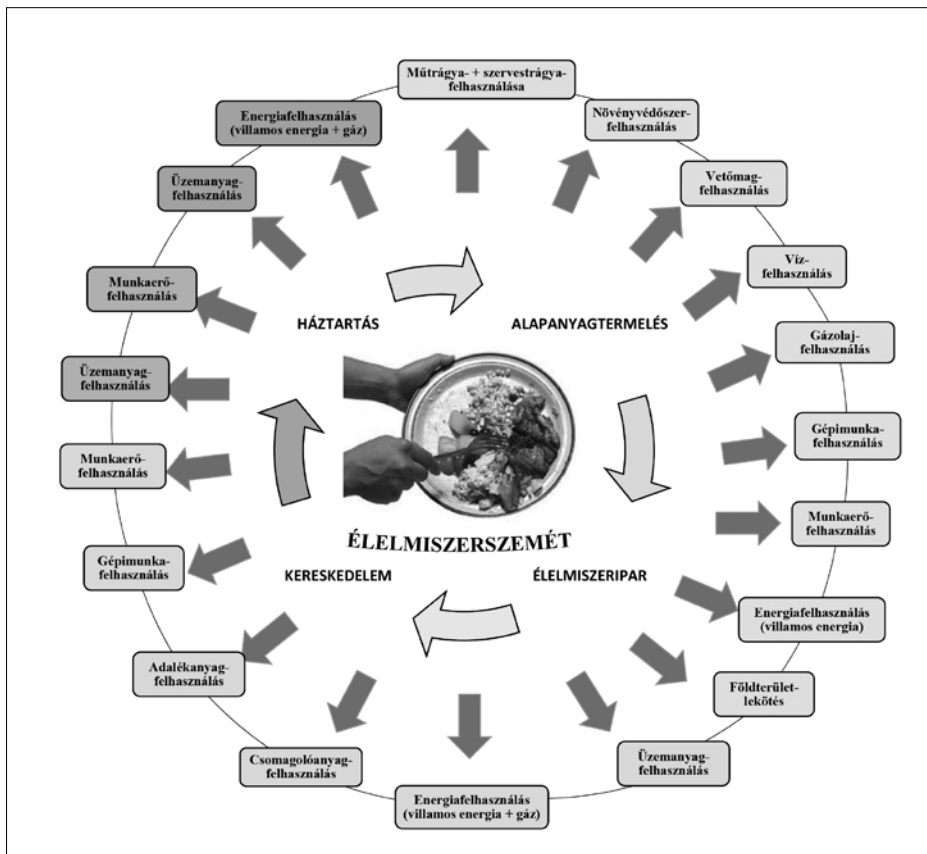 Műtrágya- + szervestrágya-
felhasználása
Növényvédőszer-
felhasználás
Vetőmag-
felhasználás
Víz-
felhasználás
Gázolaj-
felhasználás
Gépimunka-
felhasználás
Munkaerő-
felhasználás
Energiafelhasználás
(villamos energia)
Földterület-
lekötés
Üzemanyag-
felhasználás
Energiafelhasználás
(villamos energia + gáz)
Csomagolóanyag-
felhasználás
Adalékanyag-
felhasználás
Gépimunka-
felhasználás
Munkaerő-
felhasználás
Üzemanyag-
felhasználás
Munkaerő-
felhasználás
Üzemanyag-
felhasználás
Energiafelhasználás
(villamos energia + gáz)
HÁZTARTÁS
ALAPANYAGTERMELÉS
ÉLELMISZERSZEMÉT
KERESKEDELEM
ÉLELMISZERIPAR